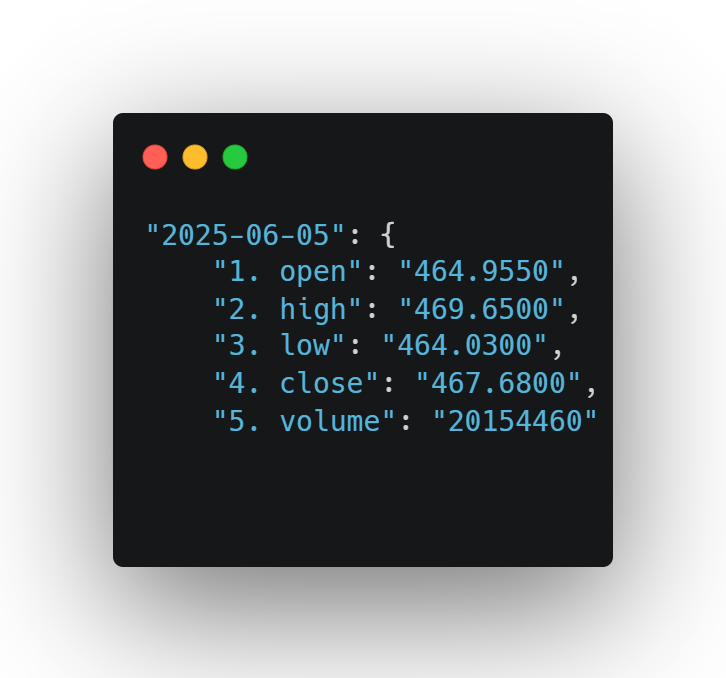 "2025-06-05": {
    "1. open": "464.9550",
    "2. high": "469.6500",
    "3. low": "464.0300",
    "4. close": "467.6800",
    "5. volume": "20154460"